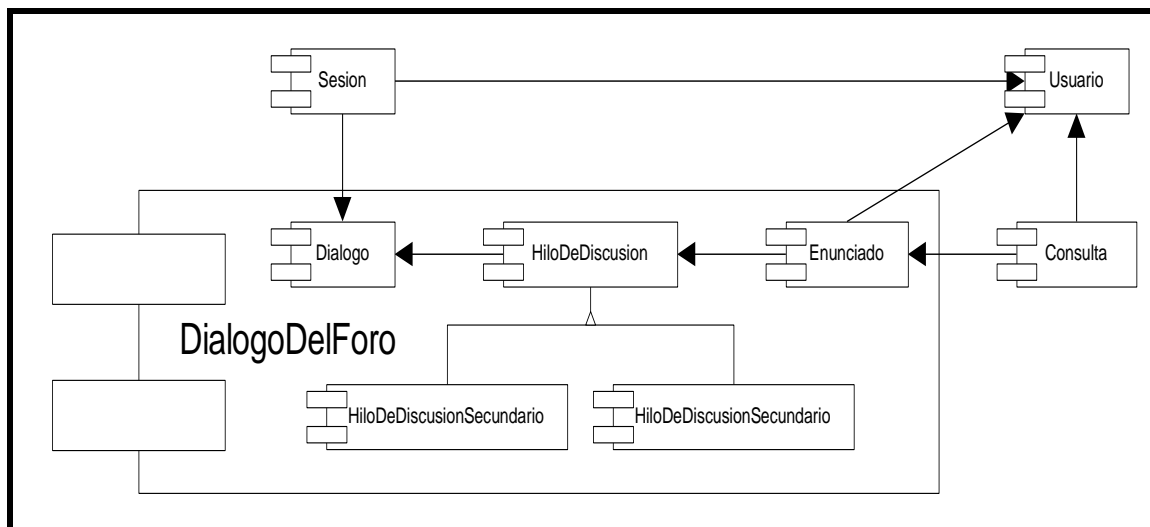 Sesion
Usuario
Dialogo
HiloDeDiscusion
Enunciado
Consulta
DialogoDelForo
HiloDeDiscusionSecundario
HiloDeDiscusionSecundario